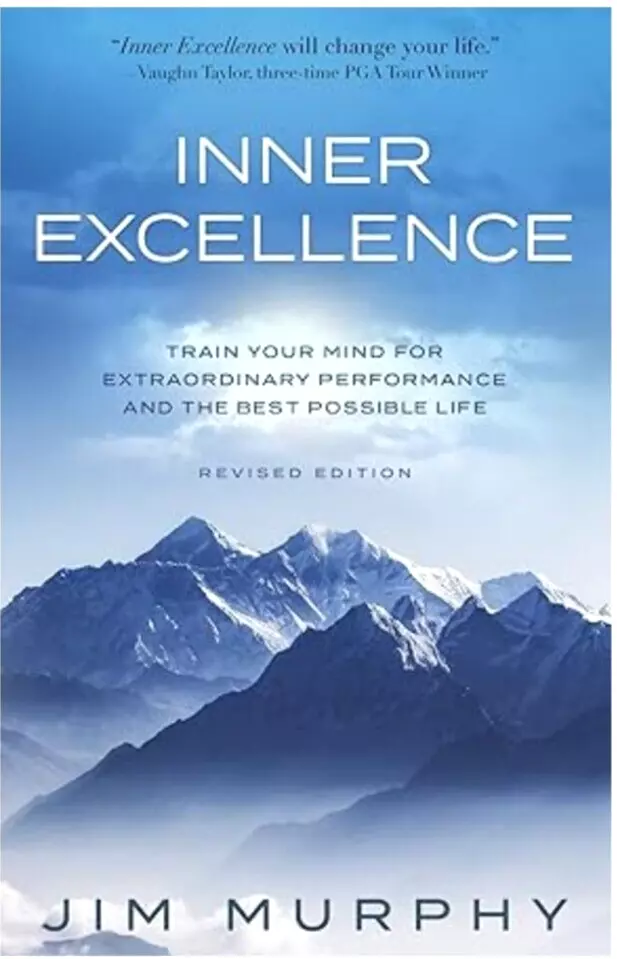 “Inner Excellence will change your life.”
–Vaughn Taylor, three-time PGA Tour Winner
INNER
EXCELLENCE
TRAIN YOUR MIND FOR
EXTRAORDINARY PERFORMANCE
AND THE BEST POSSIBLE LIFE
REVISED EDITION
JIM MURPHY